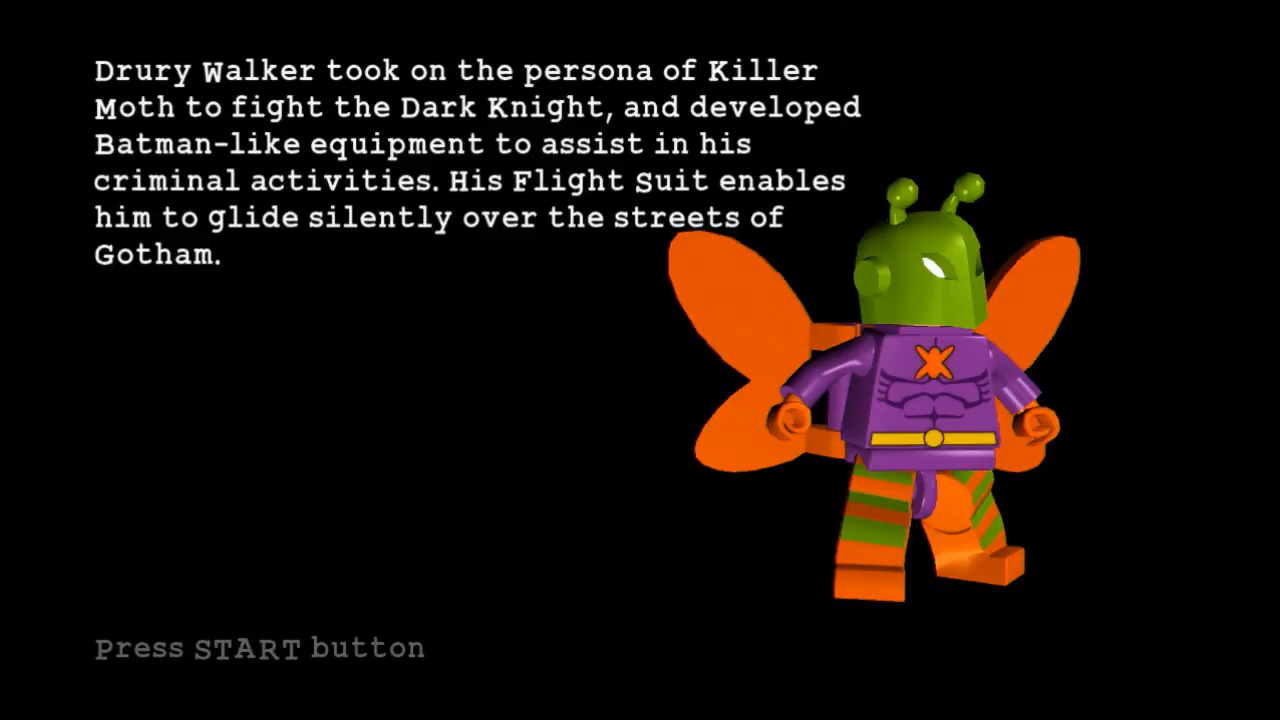 Drury Walker took on the persona of Killer
Moth to fight the Dark Knight, and developed
Batman-like equipment to assist in his
criminal activities. His Flight Suit enables
him to glide silently over the streets of
Gotham.
Press START button